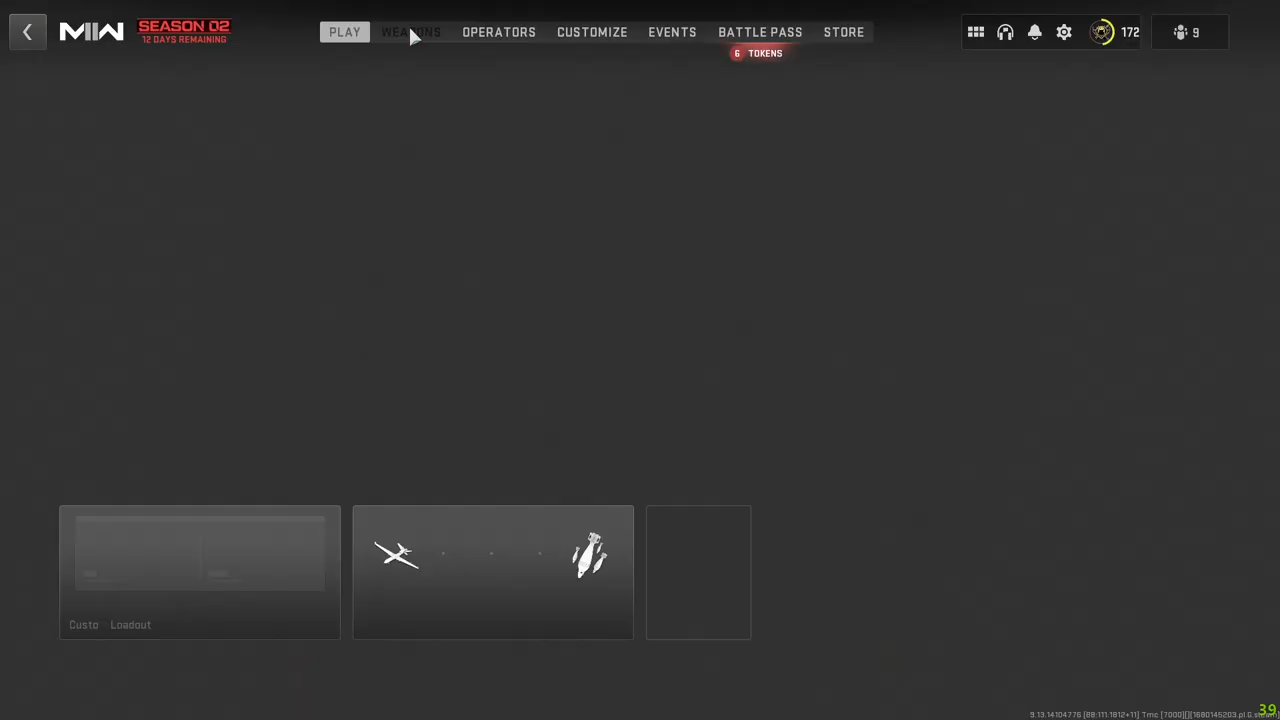 MW
SEASON 02
12 DAYS REMAINING
PLAY
WEAPONS
OPERATORS
CUSTOMIZE
EVENTS
BATTLE PASS
STORE
6 TOKENS
172
9
Custo Loadout
39